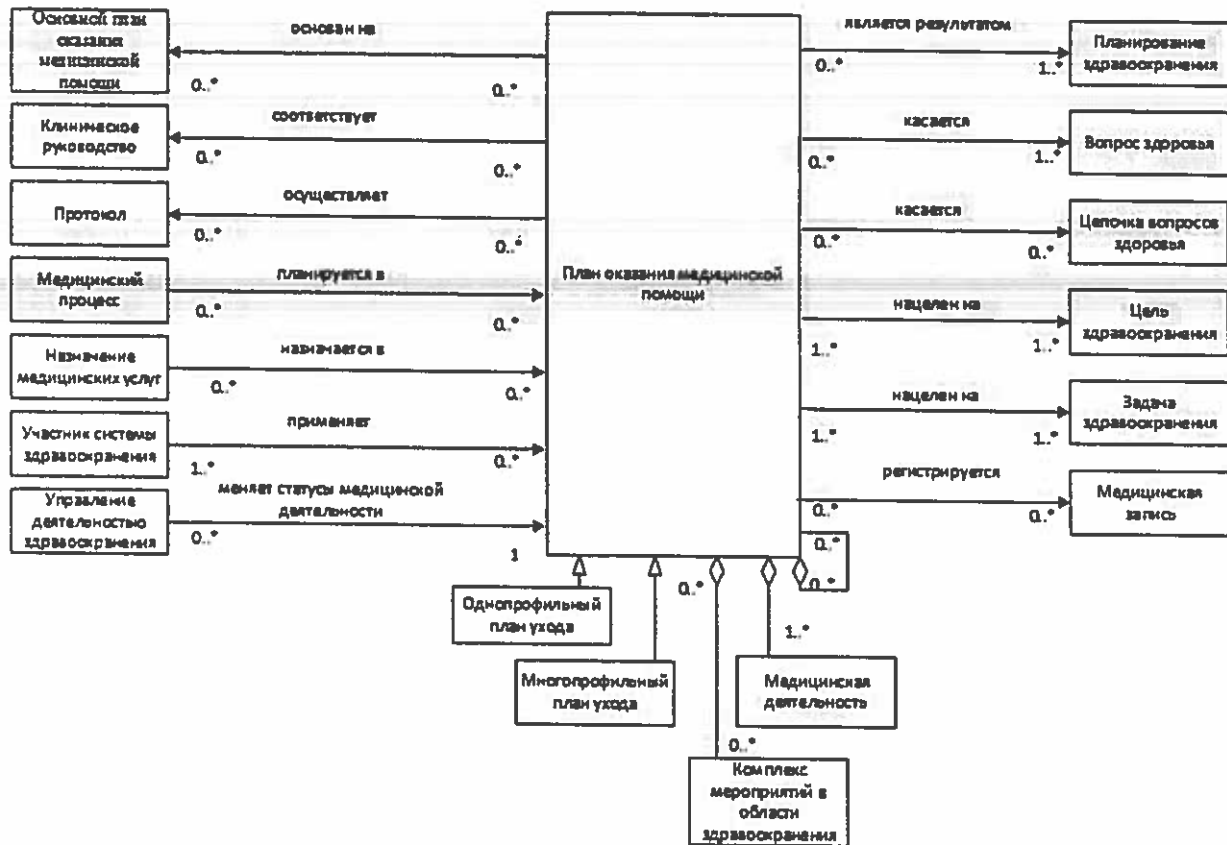 Основной план
оказания
медицинской
помощи
основан на
0..*
0..*
Клиническое
руководство
соответствует
0..*
0..*
Протокол
осуществляет
0..*
0..*
Медицинский
процесс
планируется в
0..*
0..*
Назначение
медицинских услуг
назначается в
0..*
0..*
Участник системы
здравоохранения
применяет
1..*
0..*
Управление
деятельностью
здравоохранения
меняет статусы медицинской
деятельности
0..*
1
План оказания медицинской
помощи
является результатом
0..*
1..*
Планирование
здравоохранения
касается
0..*
1..*
Вопрос здоровья
касается
0..*
0..*
Цепочка вопросов
здоровья
нацелен на
1..*
1..*
Цель
здравоохранения
нацелен на
1..*
1..*
Задача
здравоохранения
регистрируется
0..*
0..*
Медицинская
запись
0..*
0..*
Однопрофильный
план ухода
Многопрофильный
план ухода
0..*
1..*
Медицинская
деятельность
0..*
Комплекс
мероприятий в
области
здравоохранения